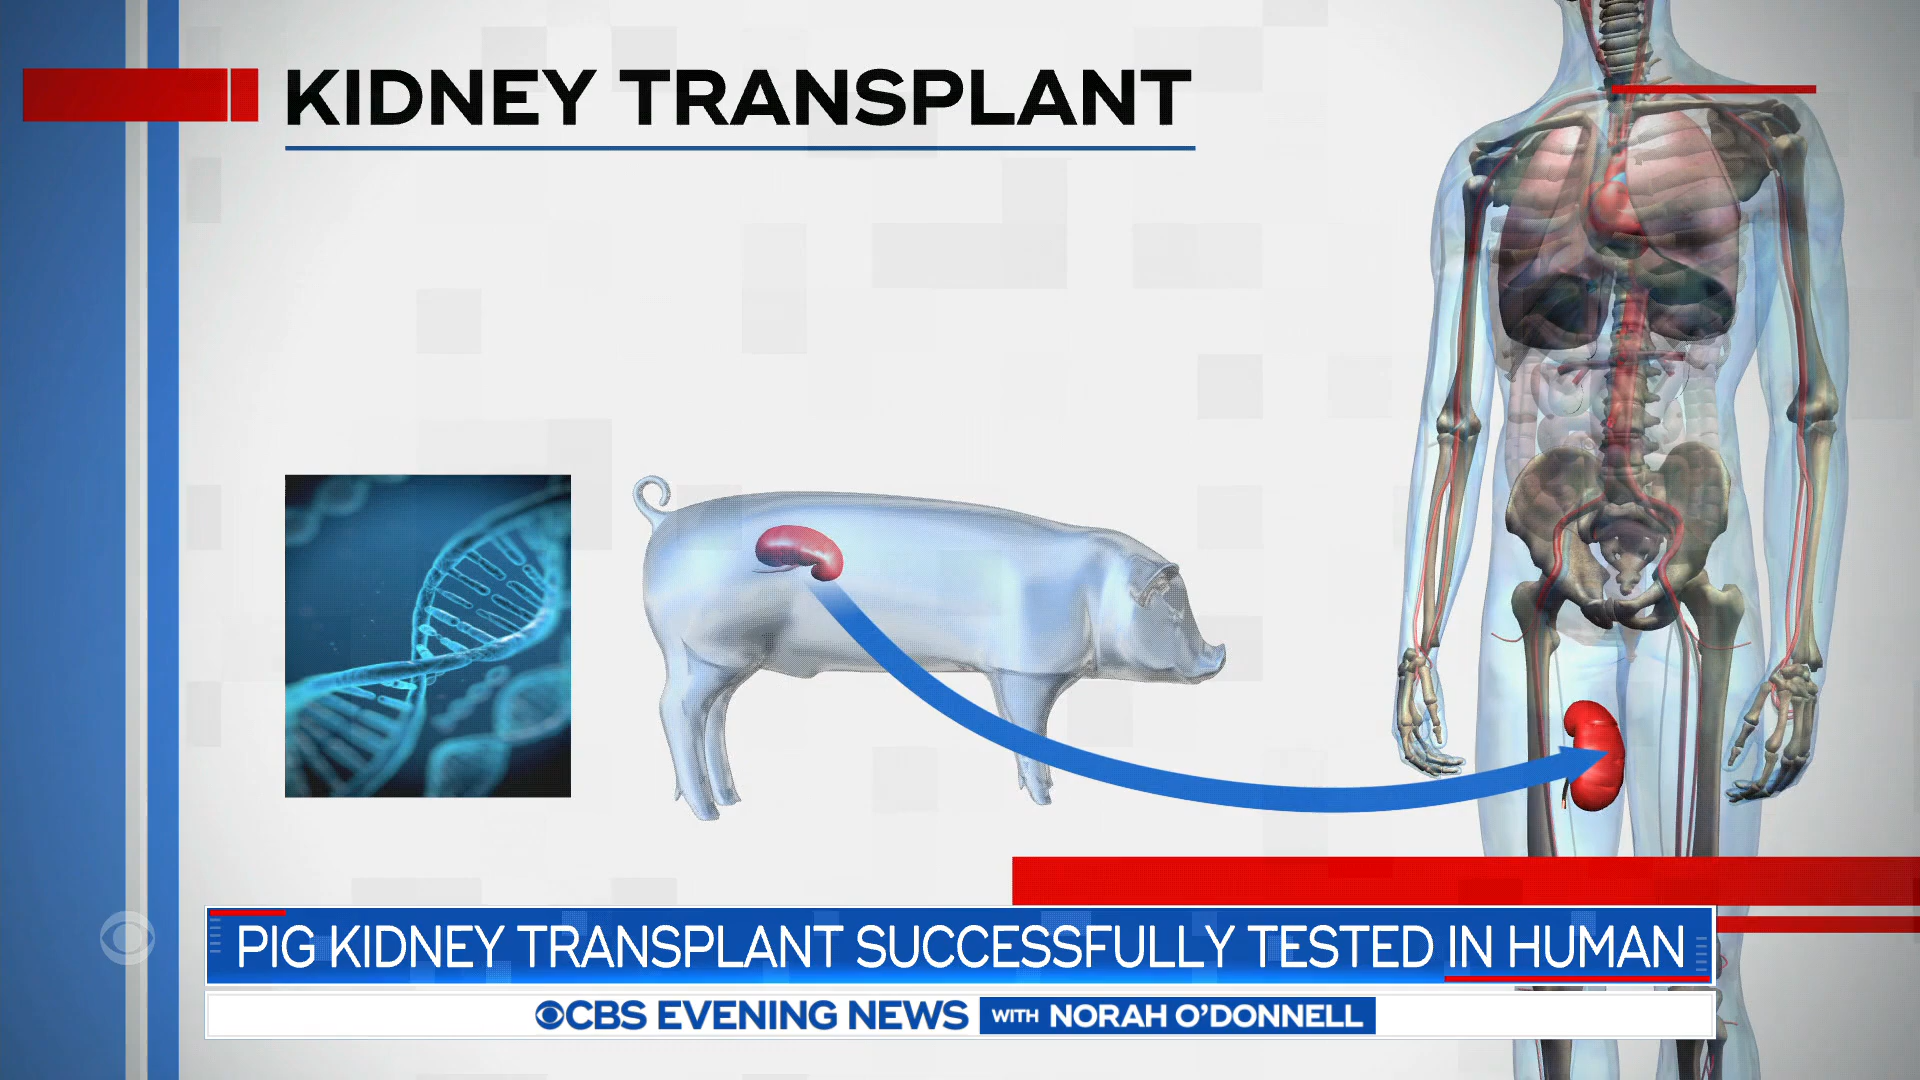 KIDNEY TRANSPLANT
PIG KIDNEY TRANSPLANT SUCCESSFULLY TESTED IN HUMAN
CBS EVENING NEWS WITH NORAH O'DONNELL